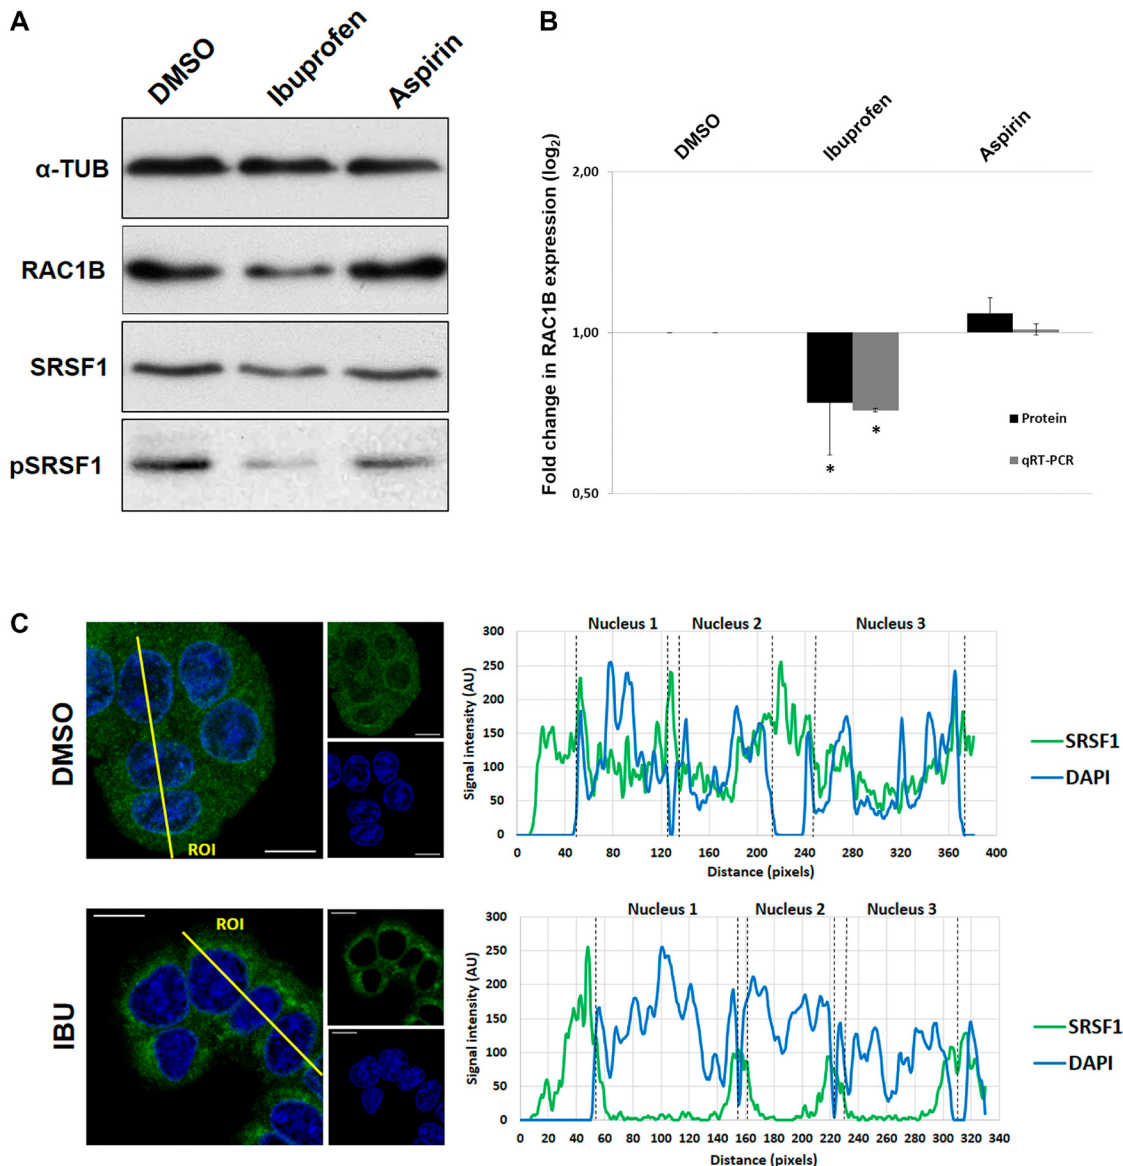 A
DMSO
Ibuprofen
Aspirin
α-TUB
RAC1B
SRSF1
pSRSF1
B
Fold change in RAC1B expression (log2)
DMSO
Ibuprofen
Aspirin
2,00
1,00
0,50
*
*
Protein
qRT-PCR
C
DMSO
ROI
Signal intensity (AU)
Nucleus 1
Nucleus 2
Nucleus 3
300
250
200
150
100
50
0
0 40 80 120 160 200 240 280 320 360 400
Distance (pixels)
SRSF1
DAPI
IBU
ROI
Signal intensity (AU)
Nucleus 1
Nucleus 2
Nucleus 3
300
250
200
150
100
50
0
0 20 40 60 80 100 120 140 160 180 200 220 240 260 280 300 320 340
Distance (pixels)
SRSF1
DAPI